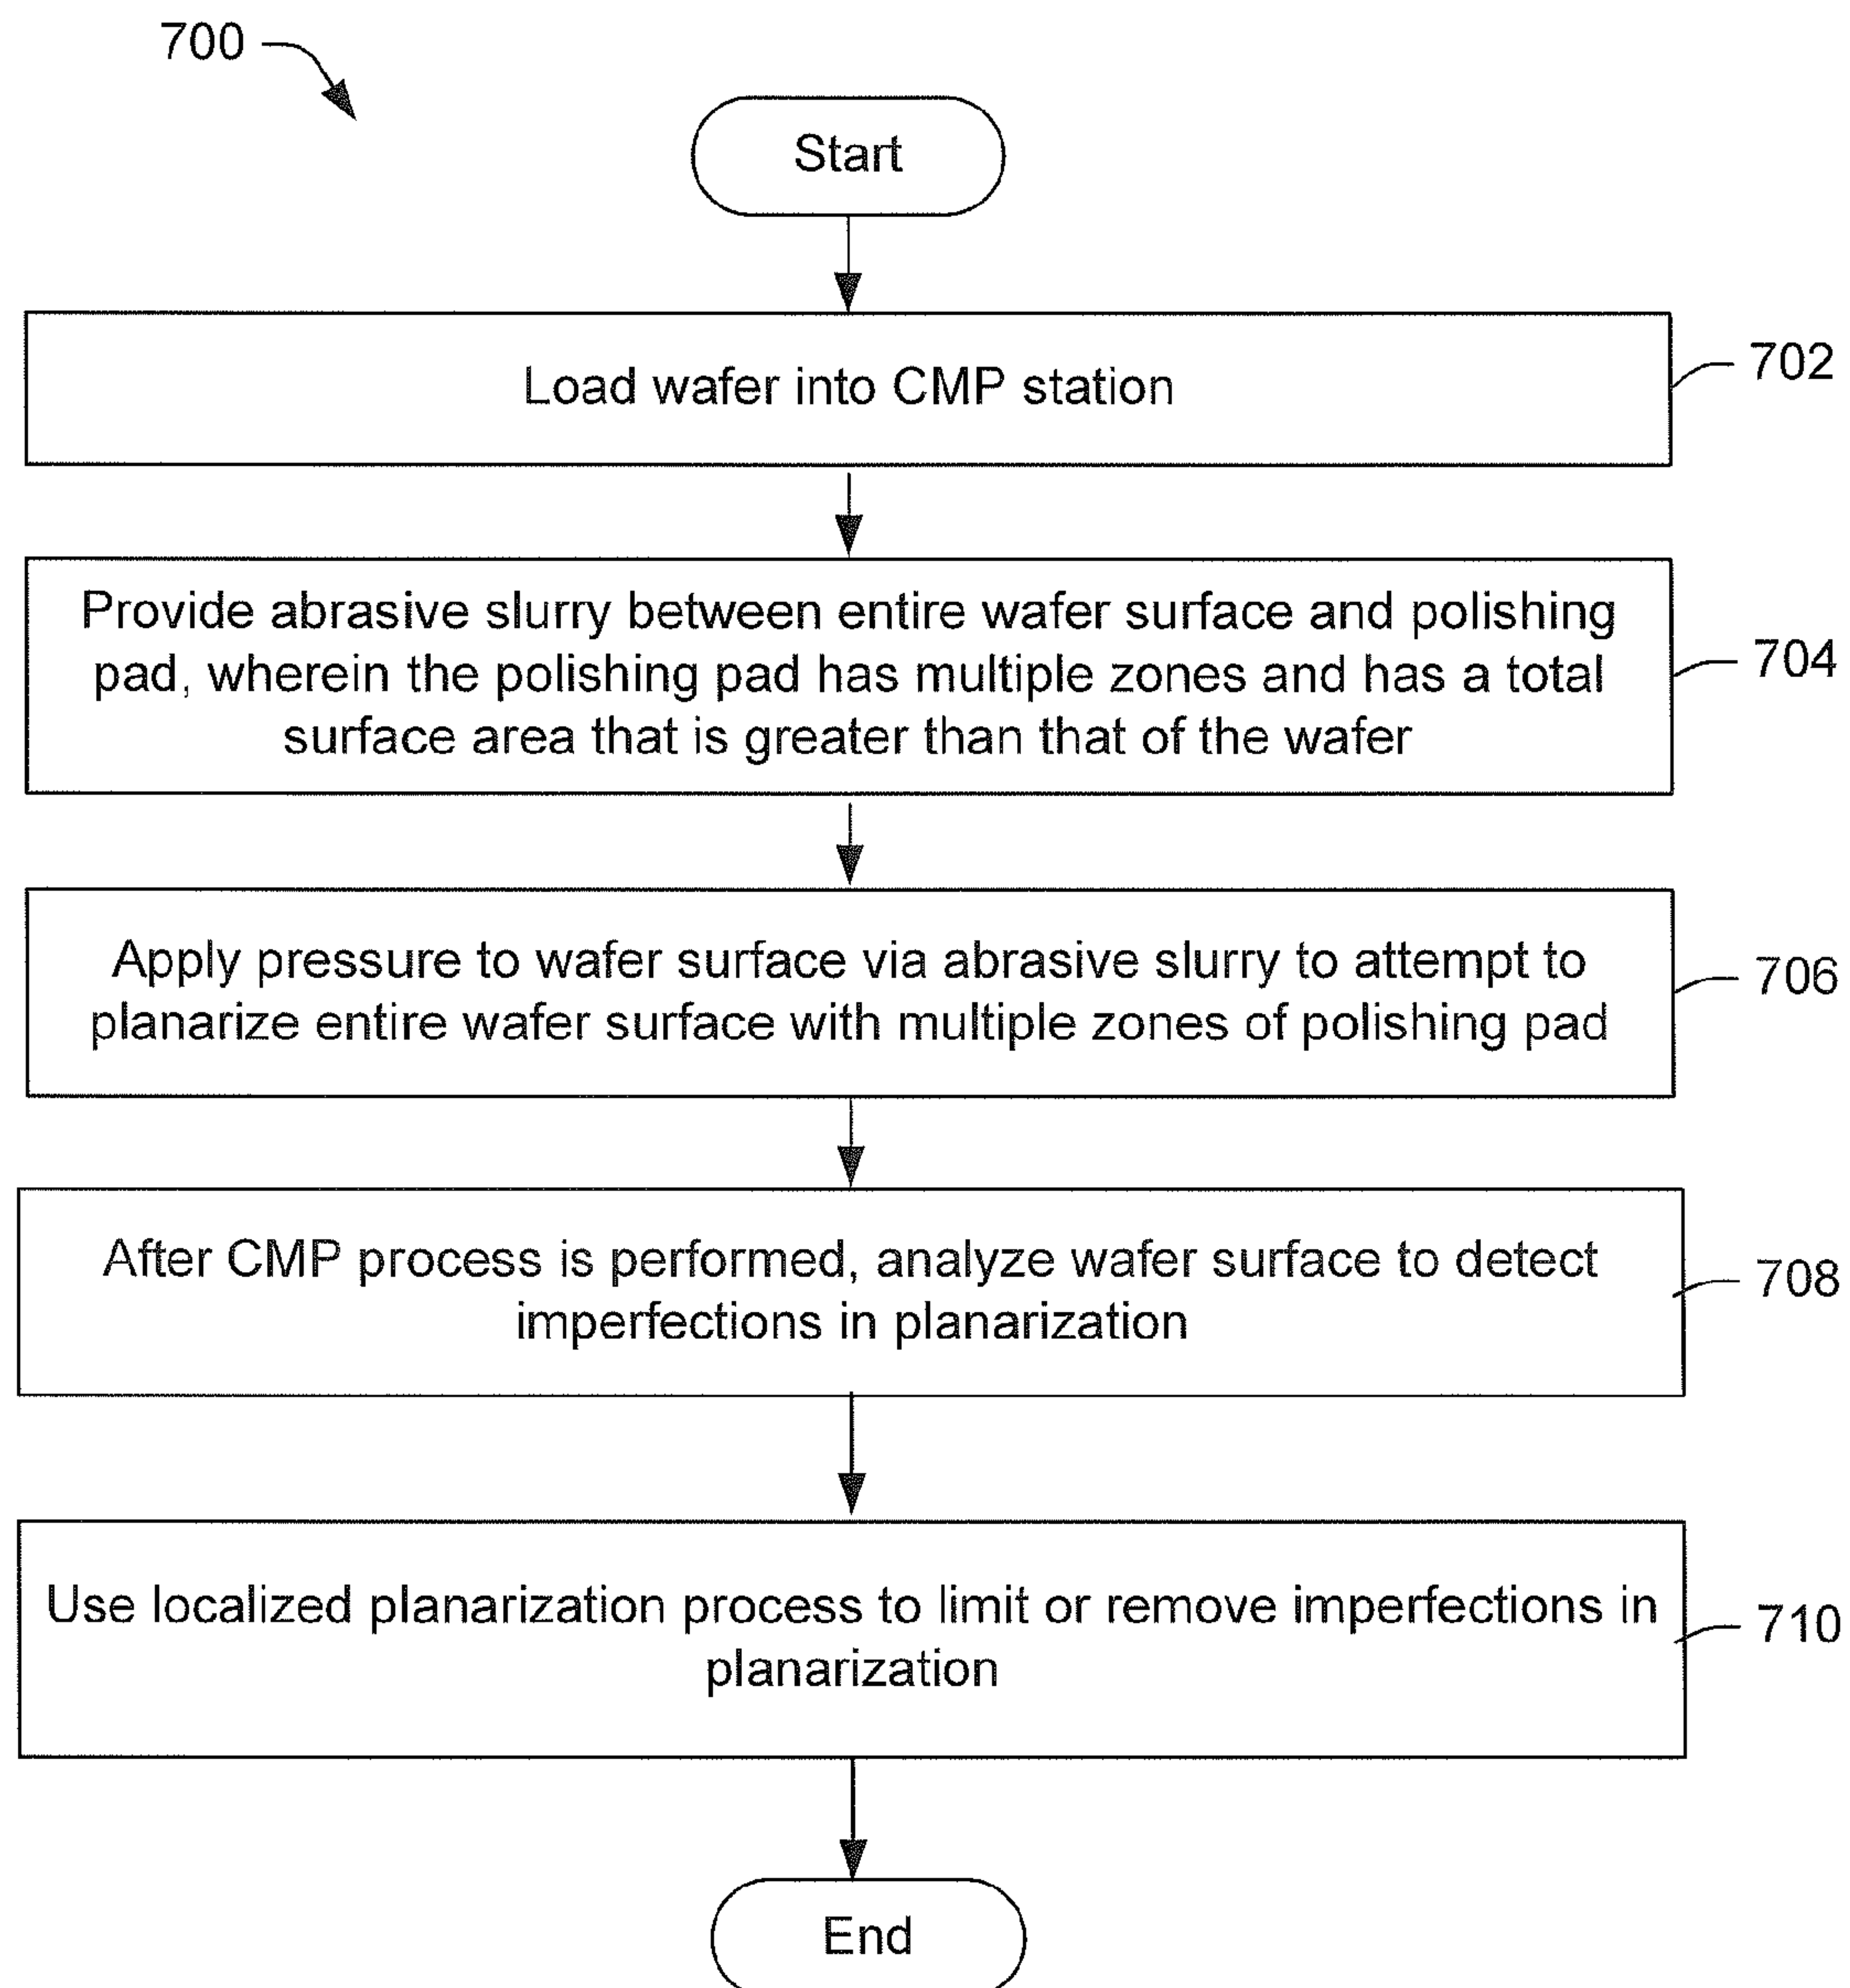 700
Start
Load wafer into CMP station
702
Provide abrasive slurry between entire wafer surface and polishing
pad, wherein the polishing pad has multiple zones and has a total
surface area that is greater than that of the wafer
704
Apply pressure to wafer surface via abrasive slurry to attempt to
planarize entire wafer surface with multiple zones of polishing pad
706
After CMP process is performed, analyze wafer surface to detect
imperfections in planarization
708
Use localized planarization process to limit or remove imperfections in
planarization
710
End